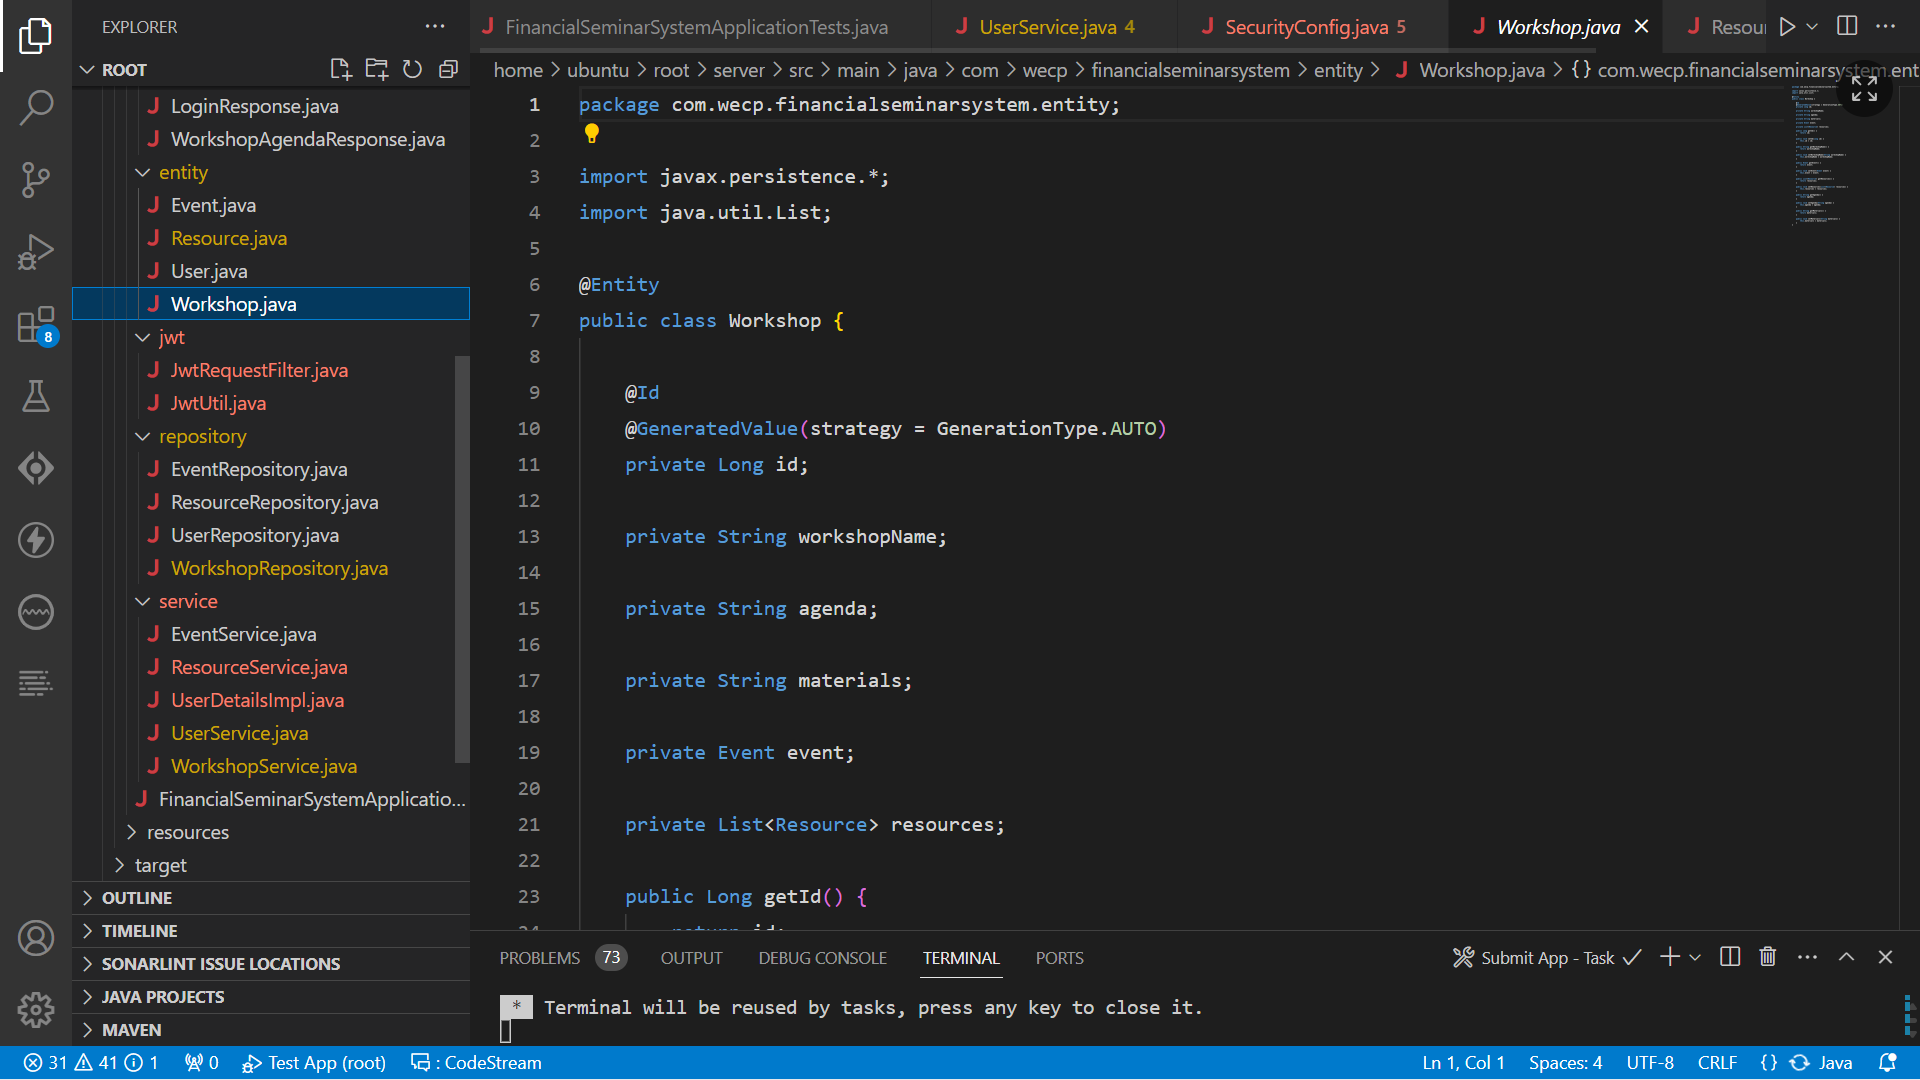 EXPLORER
FinancialSeminarSystemApplicationTests.java
UserService.java 4
SecurityConfig.java 5
Workshop.java
Resou
ROOT
home > ubuntu > root > server > src > main > java > com > wecp > financialseminarsystem > entity > Workshop.java > {} com.wecp.financialseminarsystem.ent
LoginResponse.java
WorkshopAgendaResponse.java
entity
Event.java
Resource.java
User.java
Workshop.java
jwt
JwtRequestFilter.java
JwtUtil.java
repository
EventRepository.java
ResourceRepository.java
UserRepository.java
WorkshopRepository.java
service
EventService.java
ResourceService.java
UserDetailsImpl.java
UserService.java
WorkshopService.java
FinancialSeminarSystemApplicatio...
resources
target
OUTLINE
TIMELINE
SONARLINT ISSUE LOCATIONS
JAVA PROJECTS
MAVEN
8
1 package com.wecp.financialseminarsystem.entity;
2
3 import javax.persistence.*;
4 import java.util.List;
5
6 @Entity
7 public class Workshop {
8
9 @Id
10 @GeneratedValue(strategy = GenerationType.AUTO)
11 private Long id;
12
13 private String workshopName;
14
15 private String agenda;
16
17 private String materials;
18
19 private Event event;
20
21 private List<Resource> resources;
22
23 public Long getId() {
24 return id;
PROBLEMS 73 OUTPUT DEBUG CONSOLE TERMINAL PORTS
Submit App - Task
* Terminal will be reused by tasks, press any key to close it.
31 41 1 0 Test App (root) : CodeStream
Ln 1, Col 1 Spaces: 4 UTF-8 CRLF {} Java